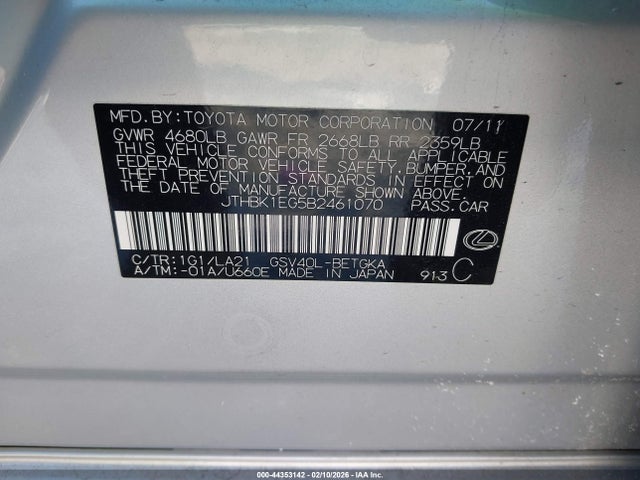 MFD.BY:TOYOTA MOTOR CORPORATION 07/11
GVWR 4680LB GAWR FR 2668LB RR 2359LB
THIS VEHICLE CONFORMS TO ALL APPLICABLE
FEDERAL MOTOR VEHICLE SAFETY, BUMPER, AND
THEFT PREVENTION STANDARDS IN EFFECT ON
THE DATE OF MANUFACTURE SHOWN ABOVE.
JTHBK1EG5B2461070 PASS.CAR
C/TR:1G1/LA21 GSV40L-BETGKA
A/TM:-01A/U660E MADE IN JAPAN 913 C
000-44353142 - 02/10/2026 - IAA Inc.